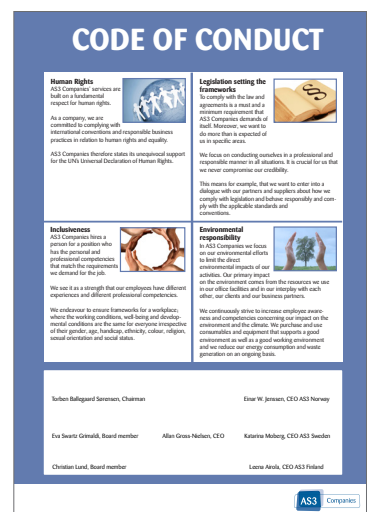 CODE OF CONDUCT
Human Rights
AS3 Companies' services are
built on a fundamental
respect for human rights.
As a company, we are
committed to complying with
international conventions and responsible business
practices in relation to human rights and equality.
AS3 Companies therefore states its unequivocal support
for the UN's Universal Declaration of Human Rights.
Legislation setting the
frameworks
To comply with the law and
agreements is a must and a
minimum requirement that
AS3 Companies demands of
itself. Moreover, we want to
do more than is expected of
us in specific areas.
We focus on conducting ourselves in a professional and
responsible manner in all situations. It is crucial for us that
we never compromise our credibility.
This means for example, that we want to enter into a
dialogue with our partners and suppliers about how we
comply with legislation and behave responsibly and com-
ply with the applicable standards and
conventions.
Inclusiveness
AS3 Companies hires a
person for a position who
has the personal and
professional competencies
that match the requirements
we demand for the job.
We see it as a strength that our employees have different
experiences and different professional competencies.
We endeavour to ensure frameworks for a workplace;
where the working conditions, well-being and develop-
mental conditions are the same for everyone irrespective
of their gender, age, handicap, ethnicity, colour, religion,
sexual orientation and social status.
Environmental
responsibility
In AS3 Companies we focus
on our environmental efforts
to limit the direct
environmental impacts of our
activities. Our primary impact
on the environment comes from the resources we use
in our office facilities and in our interplay with each
other, our clients and our business partners.
We continuously strive to increase employee aware-
ness and competencies concerning our impact on the
environment and the climate. We purchase and use
consumables and equipment that supports a good
environment as well as a good working environment
and we reduce our energy consumption and waste
generation on an ongoing basis.
Torben Ballegaard Sørensen, Chairman
Einar W. Jenssen, CEO AS3 Norway
Eva Swartz Grimaldi, Board member
Allan Gross-Nielsen, CEO
Katarina Moberg, CEO AS3 Sweden
Christian Lund, Board member
Leena Airola, CEO AS3 Finland
AS3 Companies